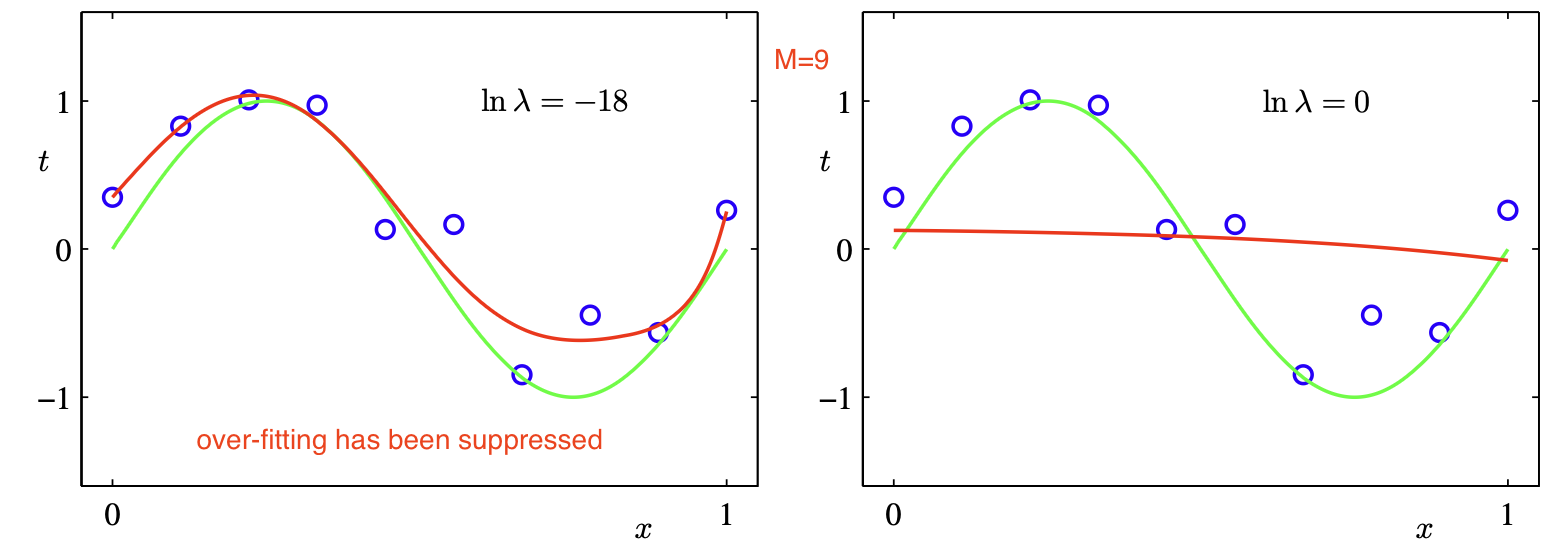 1
0
−1
t
ln λ = −18
over-fitting has been suppressed
0
1
x
M=9
1
0
−1
t
ln λ = 0
0
1
x